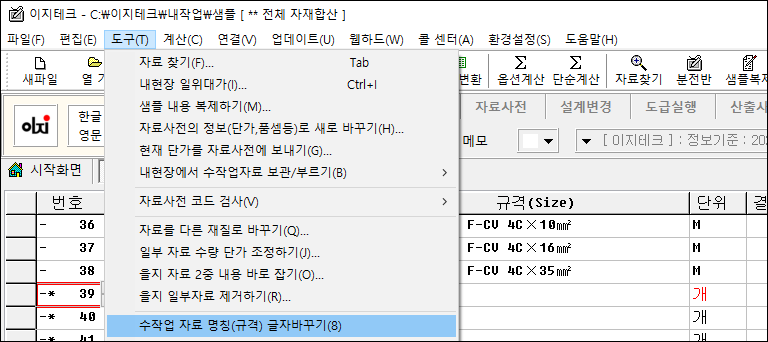 이지테크 - C:\이지테크\내작업\샘플 [ ** 전체 자재합산 ]
파일(F) 편집(E) 도구(T) 계산(C) 연결(V) 업데이트(U) 웹하드(W) 콜 센터(A) 환경설정(S) 도움말(H)
새파일 열 기 변환 옵션계산 단순계산 자료찾기 분전반 샘플복제
자료 찾기(F)... Tab
내현장 일위대가(I)... Ctrl+I
샘플 내용 복제하기(M)...
자료사전의 정보(단가,품셈등)로 새로 바꾸기(H)...
현재 단가를 자료사전에 보내기(G)...
내현장에서 수작업자료 보관/부르기(B)
자료사전 코드 검사(V)
자료를 다른 재질로 바꾸기(Q)...
일부 자료 수량 단가 조정하기(J)...
을지 자료 2중 내용 바로 잡기(O)...
을지 일부자료 제거하기(R)...
수작업 자료 명칭(규격) 글자바꾸기(8)
한글
영문
자료사전 설계변경 도급실행 산출사
메모 [ 이지테크 ] : 정보기준 : 20
시작화면
번호 규격(Size) 단위 결
- 36 F-CV 4C×10㎟ M
- 37 F-CV 4C×16㎟ M
- 38 F-CV 4C×35㎟ M
-* 39 개
-* 40 개
-* 41 개